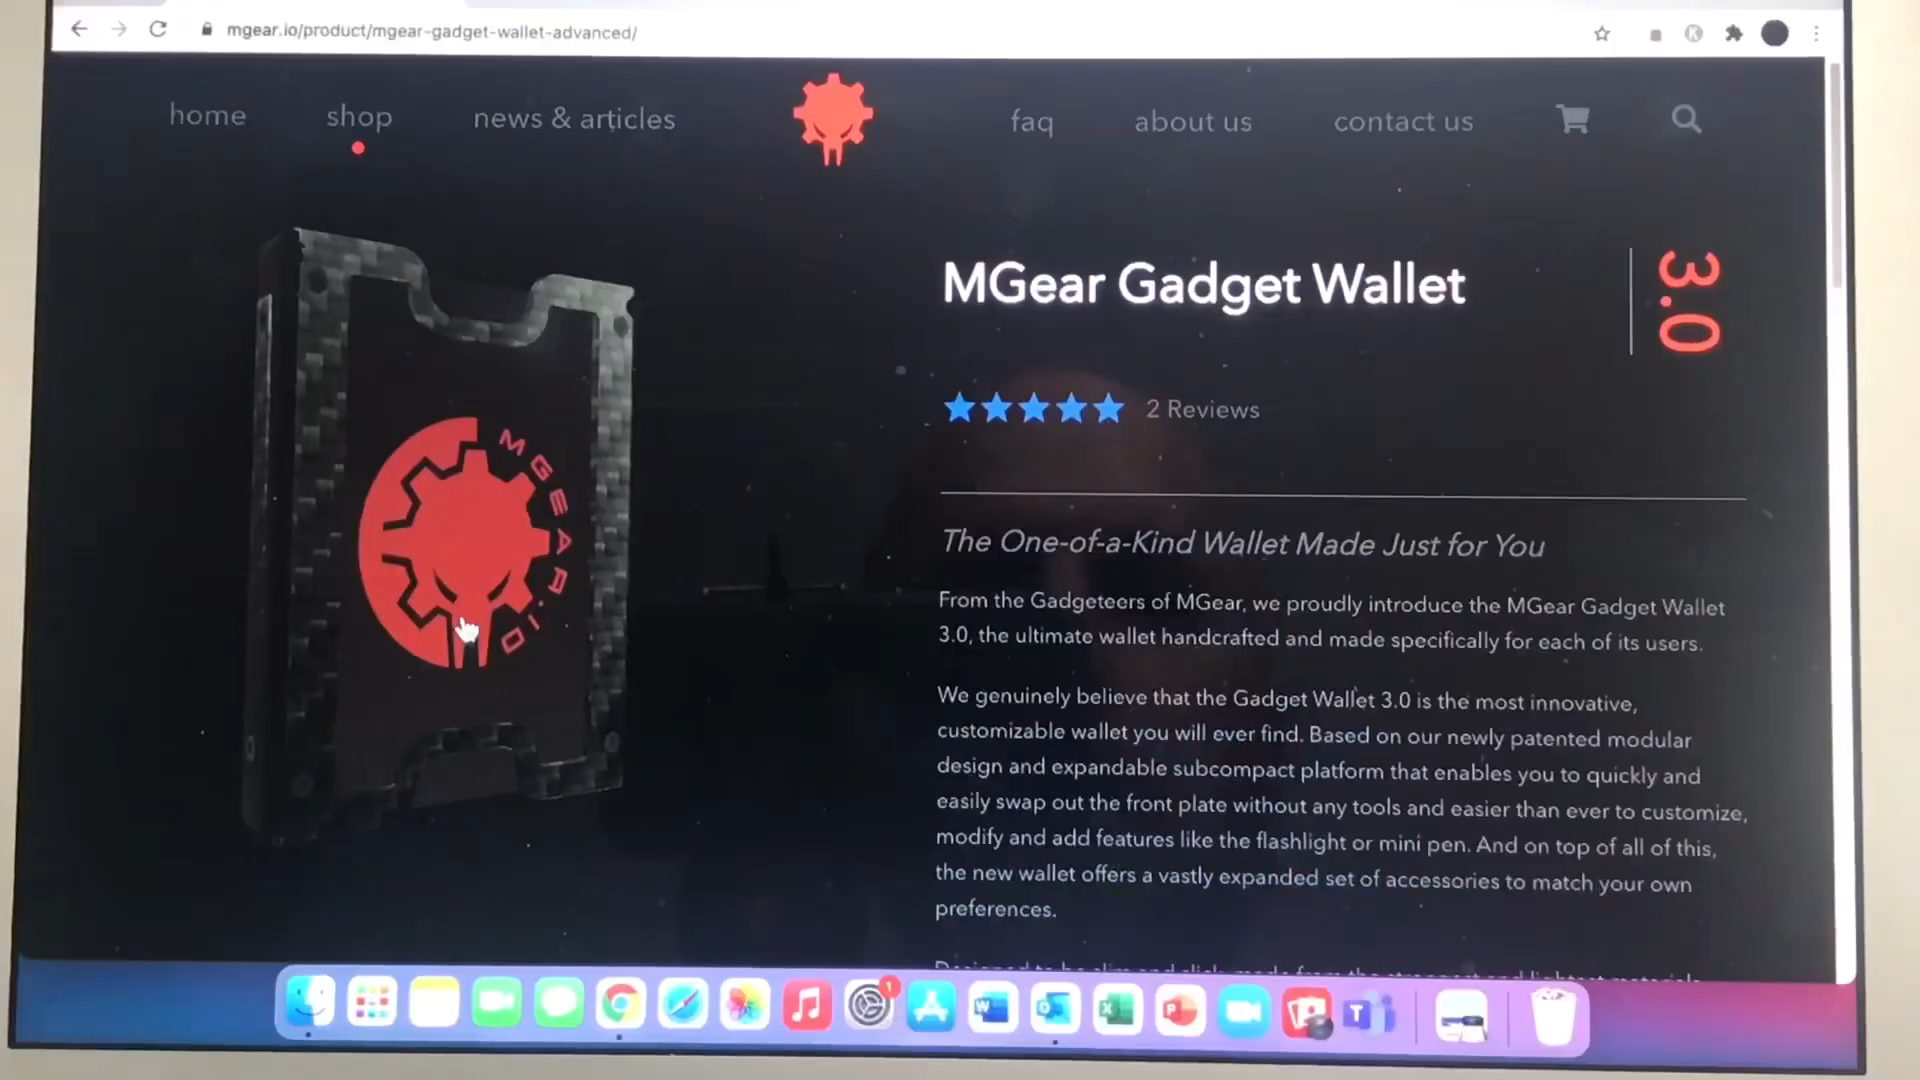 mgear.io/product/mgear-gadget-wallet-advanced/
home
shop
news & articles
faq
about us
contact us
MGear Gadget Wallet
3.0
2 Reviews
MGEAR.IO
The One-of-a-Kind Wallet Made Just for You
From the Gadgeteers of MGear, we proudly introduce the MGear Gadget Wallet
3.0, the ultimate wallet handcrafted and made specifically for each of its users.
We genuinely believe that the Gadget Wallet 3.0 is the most innovative,
customizable wallet you will ever find. Based on our newly patented modular
design and expandable subcompact platform that enables you to quickly and
easily swap out the front plate without any tools and easier than ever to customize,
modify and add features like the flashlight or mini pen. And on top of all of this,
the new wallet offers a vastly expanded set of accessories to match your own
preferences.
1
W
X
P
T